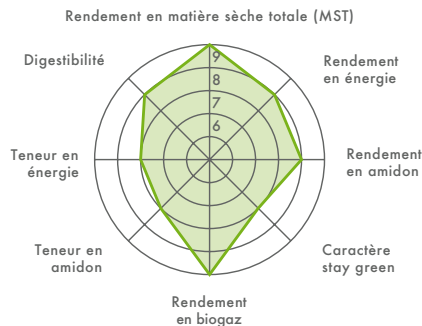 Rendement en matière sèche totale (MST)
Digestibilité
Rendement
en énergie
9
8
7
6
Teneur en
énergie
Rendement
en amidon
Teneur en
amidon
Caractère
stay green
Rendement
en biogaz